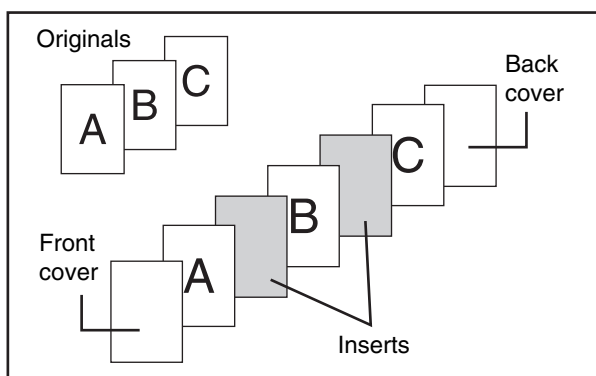 Originals
A
B
C
Back
cover
C
B
A
Front
cover
Inserts